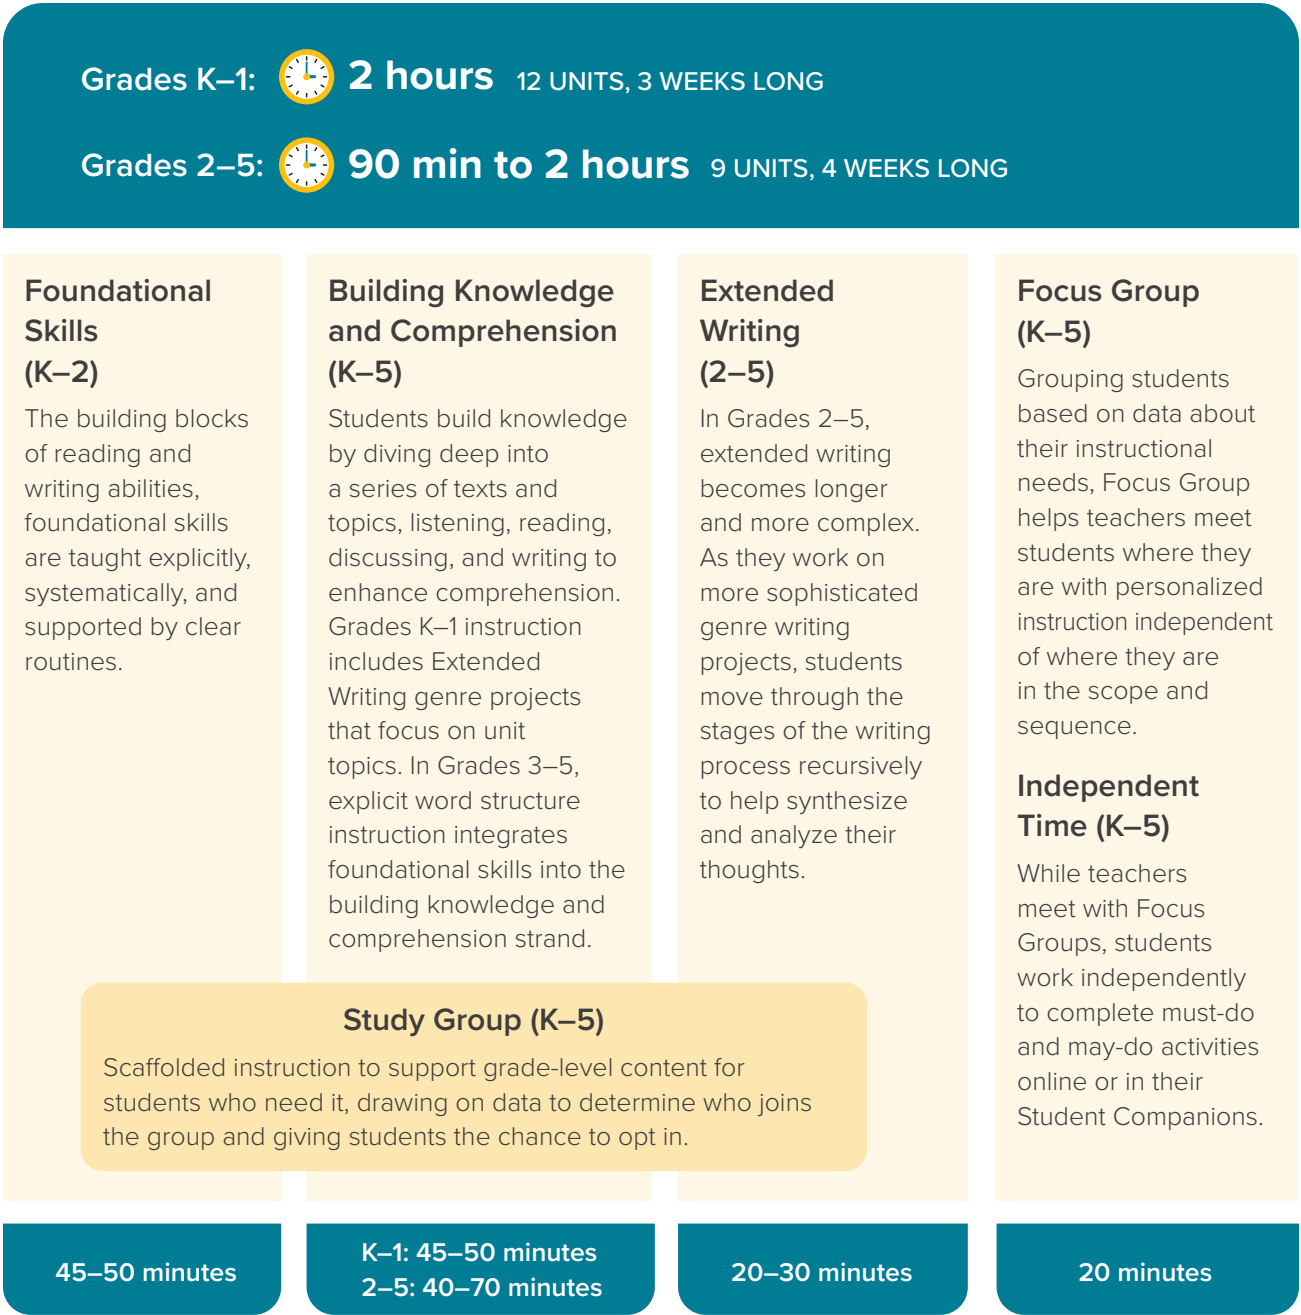 Grades K–1: 2 hours 12 UNITS, 3 WEEKS LONG
Grades 2–5: 90 min to 2 hours 9 UNITS, 4 WEEKS LONG
Foundational
Skills
(K–2)
The building blocks
of reading and
writing abilities,
foundational skills
are taught explicitly,
systematically, and
supported by clear
routines.
Building Knowledge
and Comprehension
(K–5)
Students build knowledge
by diving deep into
a series of texts and
topics, listening, reading,
discussing, and writing to
enhance comprehension.
Grades K–1 instruction
includes Extended
Writing genre projects
that focus on unit
topics. In Grades 3–5,
explicit word structure
instruction integrates
foundational skills into the
building knowledge and
comprehension strand.
Extended
Writing
(2–5)
In Grades 2–5,
extended writing
becomes longer
and more complex.
As they work on
more sophisticated
genre writing
projects, students
move through the
stages of the writing
process recursively
to help synthesize
and analyze their
thoughts.
Focus Group
(K–5)
Grouping students
based on data about
their instructional
needs, Focus Group
helps teachers meet
students where they
are with personalized
instruction independent
of where they are
in the scope and
sequence.
Independent
Time (K–5)
While teachers
meet with Focus
Groups, students
work independently
to complete must-do
and may-do activities
online or in their
Student Companions.
Study Group (K–5)
Scaffolded instruction to support grade-level content for
students who need it, drawing on data to determine who joins
the group and giving students the chance to opt in.
45–50 minutes
K–1: 45–50 minutes
2–5: 40–70 minutes
20–30 minutes
20 minutes